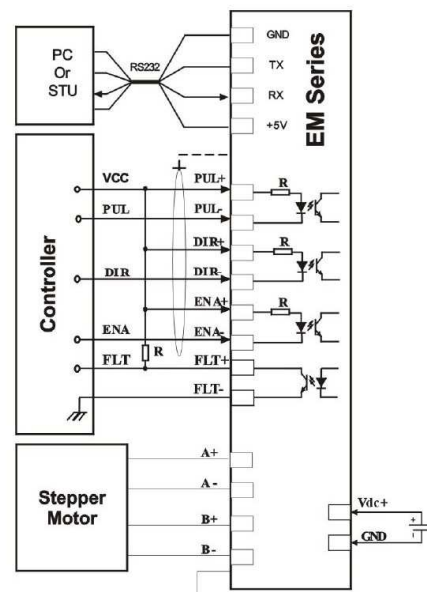 PC
Or
STU
RS232
GND
TX
RX
+5V
EM Series
Controller
VCC
PUL
DIR
ENA
FLT
R
PUL+
PUL-
DIR+
DIR-
ENA+
ENA-
FLT+
FLT-
R
R
R
Stepper
Motor
A+
A-
B+
B-
Vdc+
GND
+
-